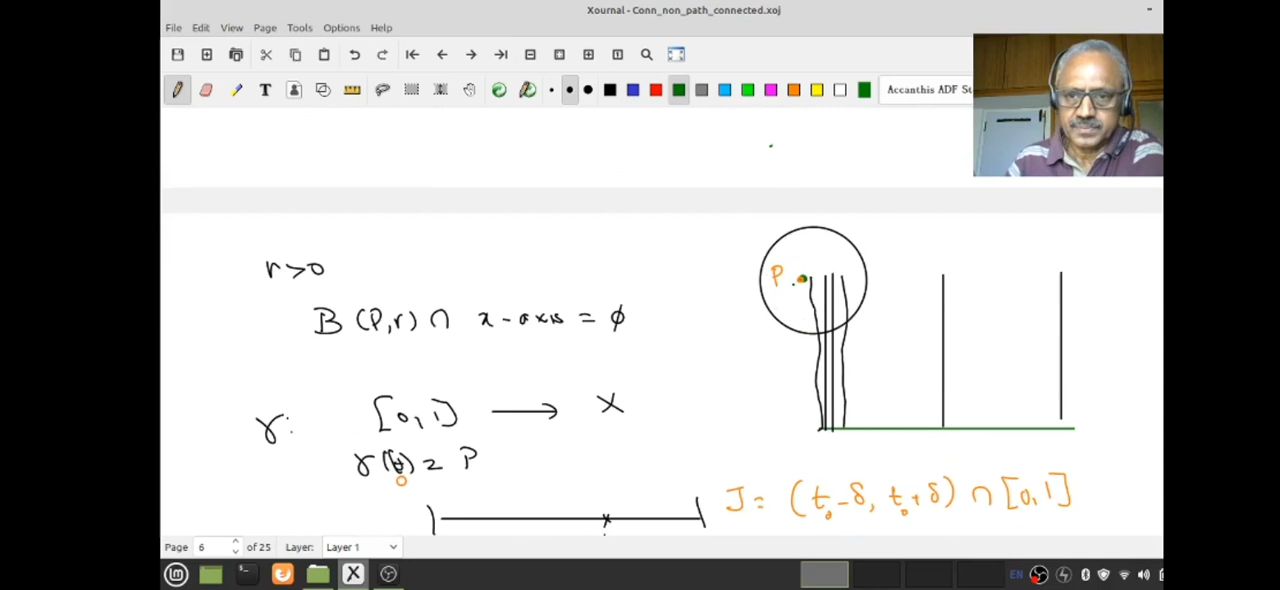 Xournal - Conn_non_path_connected.xoj
File Edit View Page Tools Options Help
Accanthis ADF St
r>0
B (P,r) ∩ x-axis = ϕ
P
γ: [0,1] → X
γ(t₀) = P
J = (t₀-δ, t₀+δ) ∩ [0,1]
Page 6 of 25 Layer: Layer 1
EN